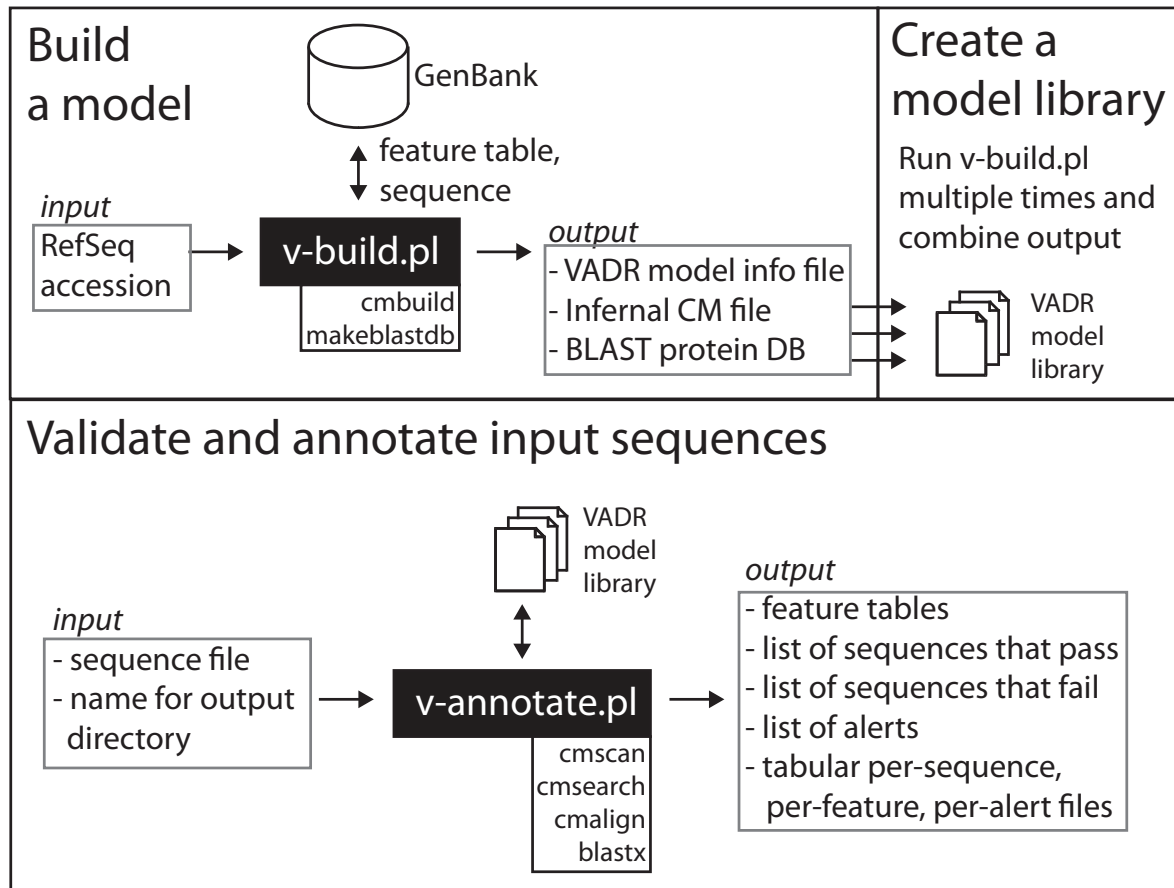 Build
a model
GenBank
feature table,
sequence
input
RefSeq
accession
v-build.pl
cmbuild
makeblastdb
output
- VADR model info file
- Infernal CM file
- BLAST protein DB
Create a
model library
Run v-build.pl
multiple times and
combine output
VADR
model
library
Validate and annotate input sequences
VADR
model
library
input
- sequence file
- name for output
directory
v-annotate.pl
cmscan
cmsearch
cmalign
blastx
output
- feature tables
- list of sequences that pass
- list of sequences that fail
- list of alerts
- tabular per-sequence,
per-feature, per-alert files